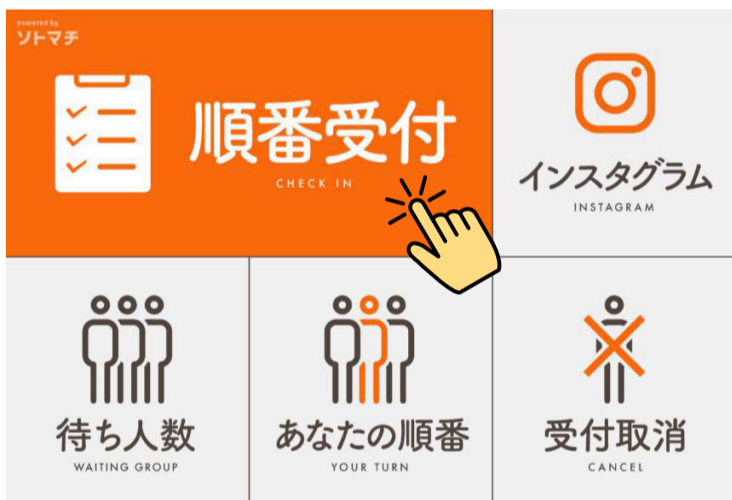 powered by
ソトマチ
順番受付
CHECK IN
インスタグラム
INSTAGRAM
待ち人数
WAITING GROUP
あなたの順番
YOUR TURN
受付取消
CANCEL